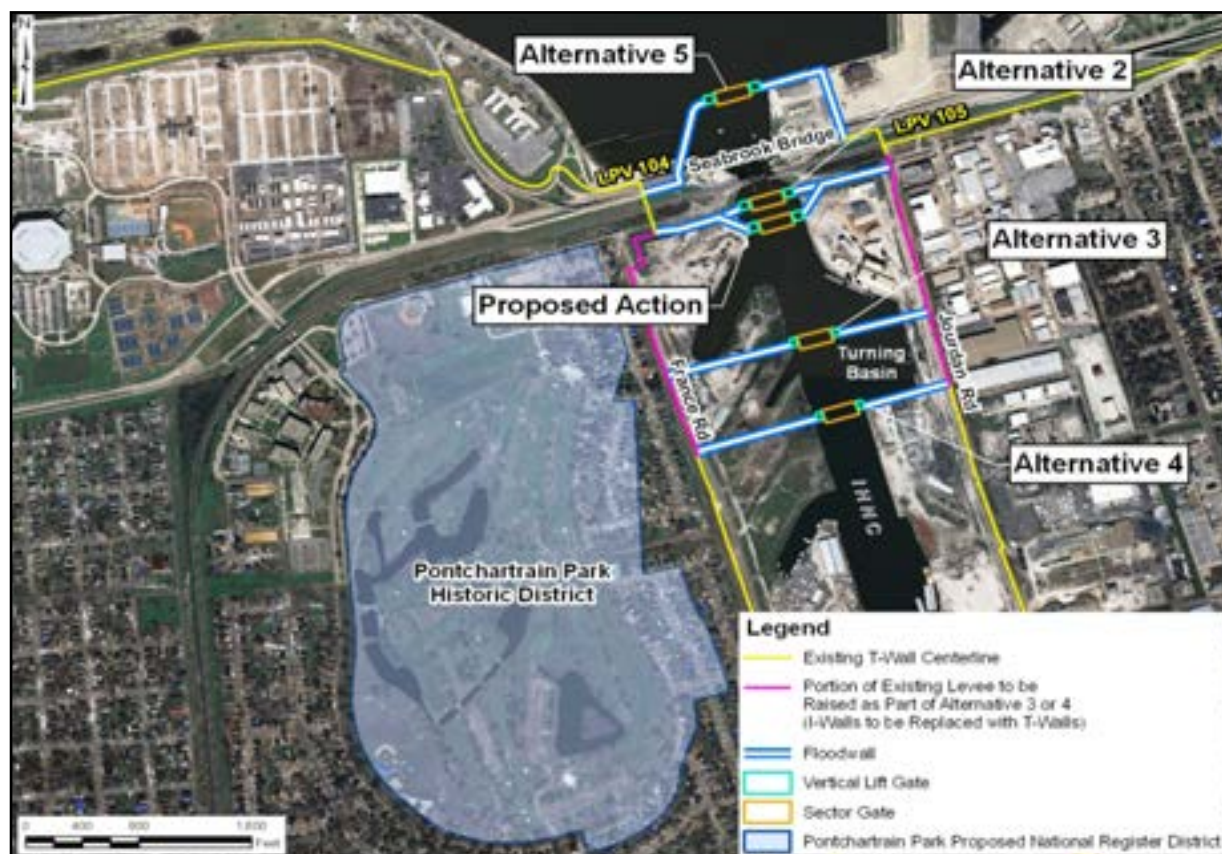 N
Alternative 5
Alternative 2
LPV 105
LPV 104
Seabrook Bridge
Alternative 3
Proposed Action
Turning
Basin
France Rd
Jourdan Rd
Alternative 4
IHNC
Pontchartrain Park
Historic District
Legend
Existing T-Wall Centerline
Portion of Existing Levee to be
Raised as Part of Alternative 3 or 4
(I-Walls to be Replaced with T-Walls)
Floodwall
Vertical Lift Gate
Sector Gate
Pontchartrain Park Proposed National Register District
0 400 800 1,600
Feet